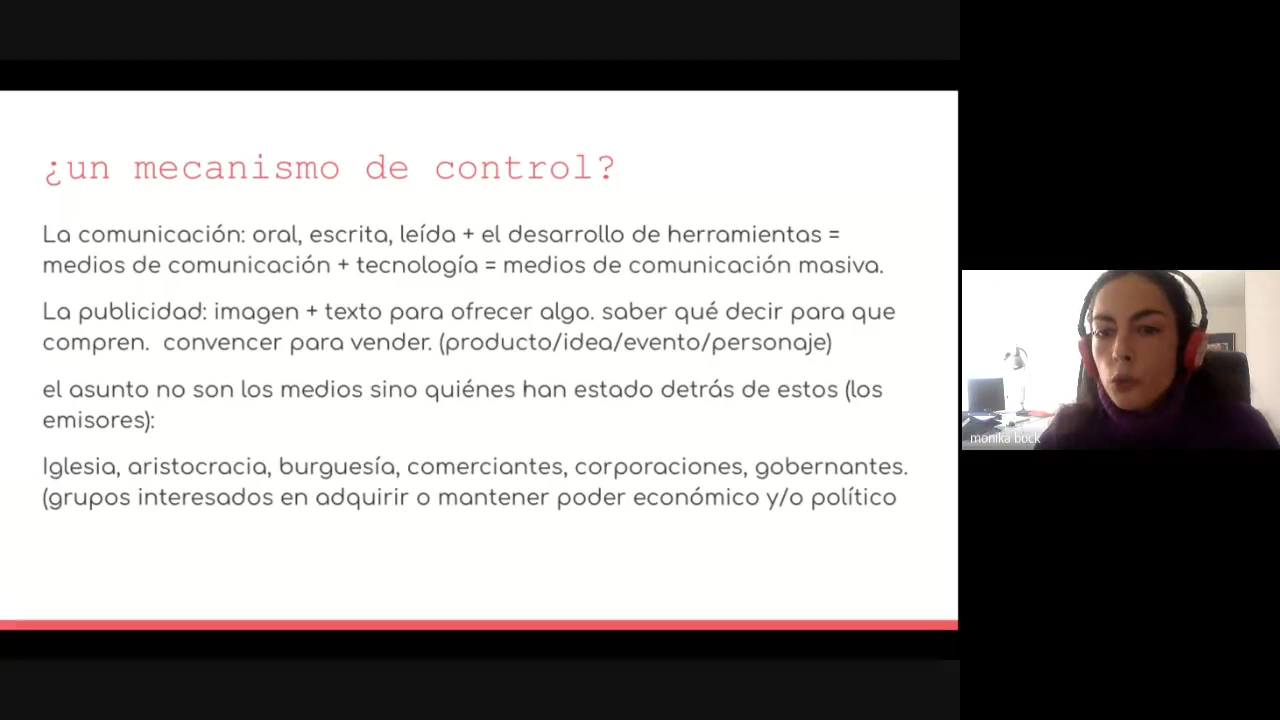 ¿un mecanismo de control?
La comunicación: oral, escrita, leída + el desarrollo de herramientas =
medios de comunicación + tecnología = medios de comunicación masiva.
La publicidad: imagen + texto para ofrecer algo. saber qué decir para que
compren.  convencer para vender. (producto/idea/evento/personaje)
el asunto no son los medios sino quiénes han estado detrás de estos (los
emisores):
Iglesia, aristocracia, burguesía, comerciantes, corporaciones, gobernantes.
(grupos interesados en adquirir o mantener poder económico y/o político
monika bock